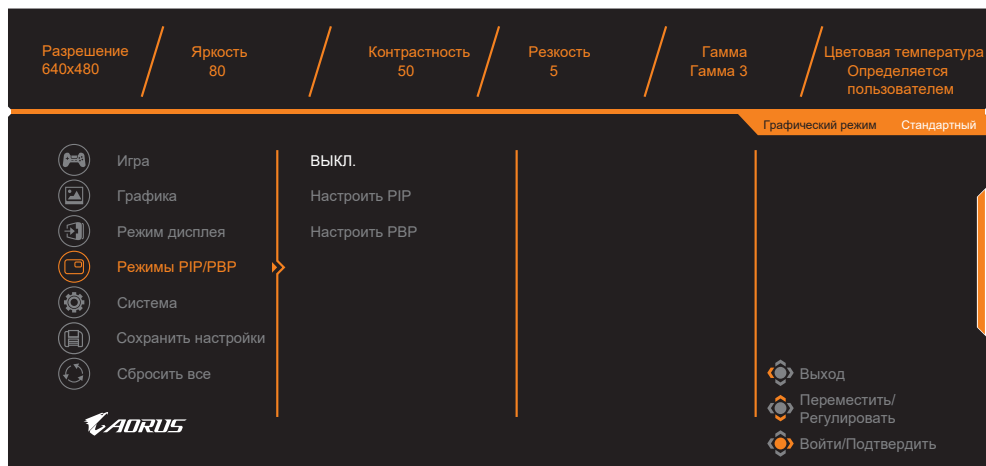 Разрешение
640x480
Яркость
80
Контрастность
50
Резкость
5
Гамма
Гамма 3
Цветовая температура
Определяется
пользователем
Графический режим Стандартный
Игра
Графика
Режим дисплея
Режимы PIP/PBP
Система
Сохранить настройки
Сбросить все
ВЫКЛ.
Настроить PIP
Настроить PBP
Выход
Переместить/
Регулировать
Войти/Подтвердить
AORUS